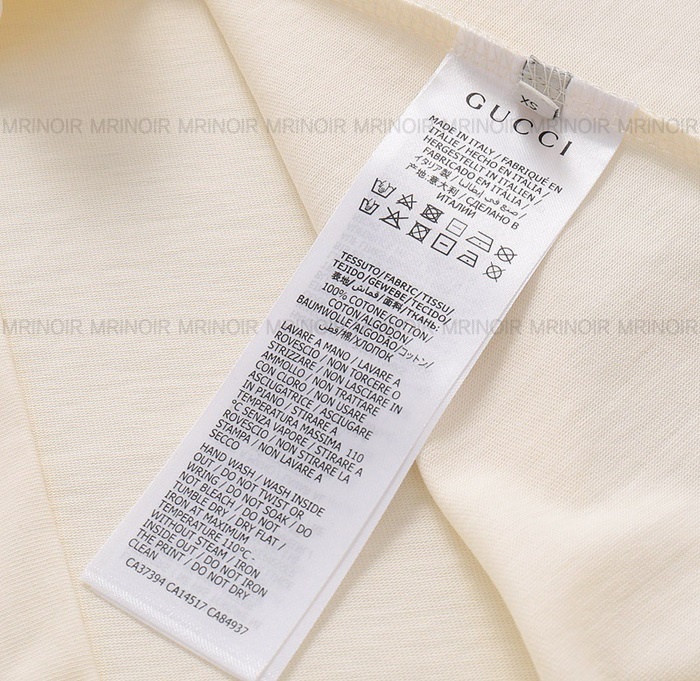 XS
GUCCI
MADE IN ITALY / FABRIQUÉ EN
ITALIE / HECHO EN ITALIA /
HERGESTELLT IN ITALIEN /
FABRICADO EM ITÁLIA /
イタリア製 / صنع في إيطاليا /
产地:意大利 / СДЕЛАНО В
ИТАЛИИ
MRINOIR MRINOIR MRINOIR MRINOIR MRINOIR MRINOIR MRINOIR MRINOIR
TESSUTO/FABRIC/TISSU/
TEJIDO/GEWEBE/TECIDO/
表地/قماش/面料/ТКАНЬ:
100% COTONE/COTTON/
COTON/ALGODON/
BAUMWOLLE/ALGODÃO/コットン/
قطن/棉/ХЛОПОК
MRINOIR MRINOIR MRINOIR MRINOIR MRINOIR MRINOIR MRINOIR MRINOIR
LAVARE A MANO / LAVARE A
ROVESCIO / NON TORCERE O
STRIZZARE / NON LASCIARE IN
AMMOLLO / NON TRATTARE
CON CLORO / NON USARE
ASCIUGATRICE / ASCIUGARE
IN PIANO / STIRARE A
TEMPERATURA MASSIMA 110
°C SENZA VAPORE / STIRARE A
ROVESCIO / NON STIRARE LA
STAMPA / NON LAVARE A
SECCO
HAND WASH / WASH INSIDE
OUT / DO NOT TWIST OR
WRING / DO NOT SOAK / DO
NOT BLEACH / DO NOT
TUMBLE DRY / DRY FLAT /
IRON AT MAXIMUM
TEMPERATURE 110°C -
WITHOUT STEAM / IRON
INSIDE OUT / DO NOT IRON
THE PRINT / DO NOT DRY
CLEAN
CA37394 CA14517 CA84937